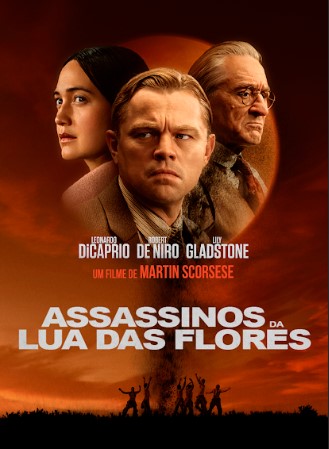 LEONARDO DiCAPRIO ROBERT DE NIRO LILY GLADSTONE
UM FILME DE MARTIN SCORSESE
ASSASSINOS DA
LUA DAS FLORES